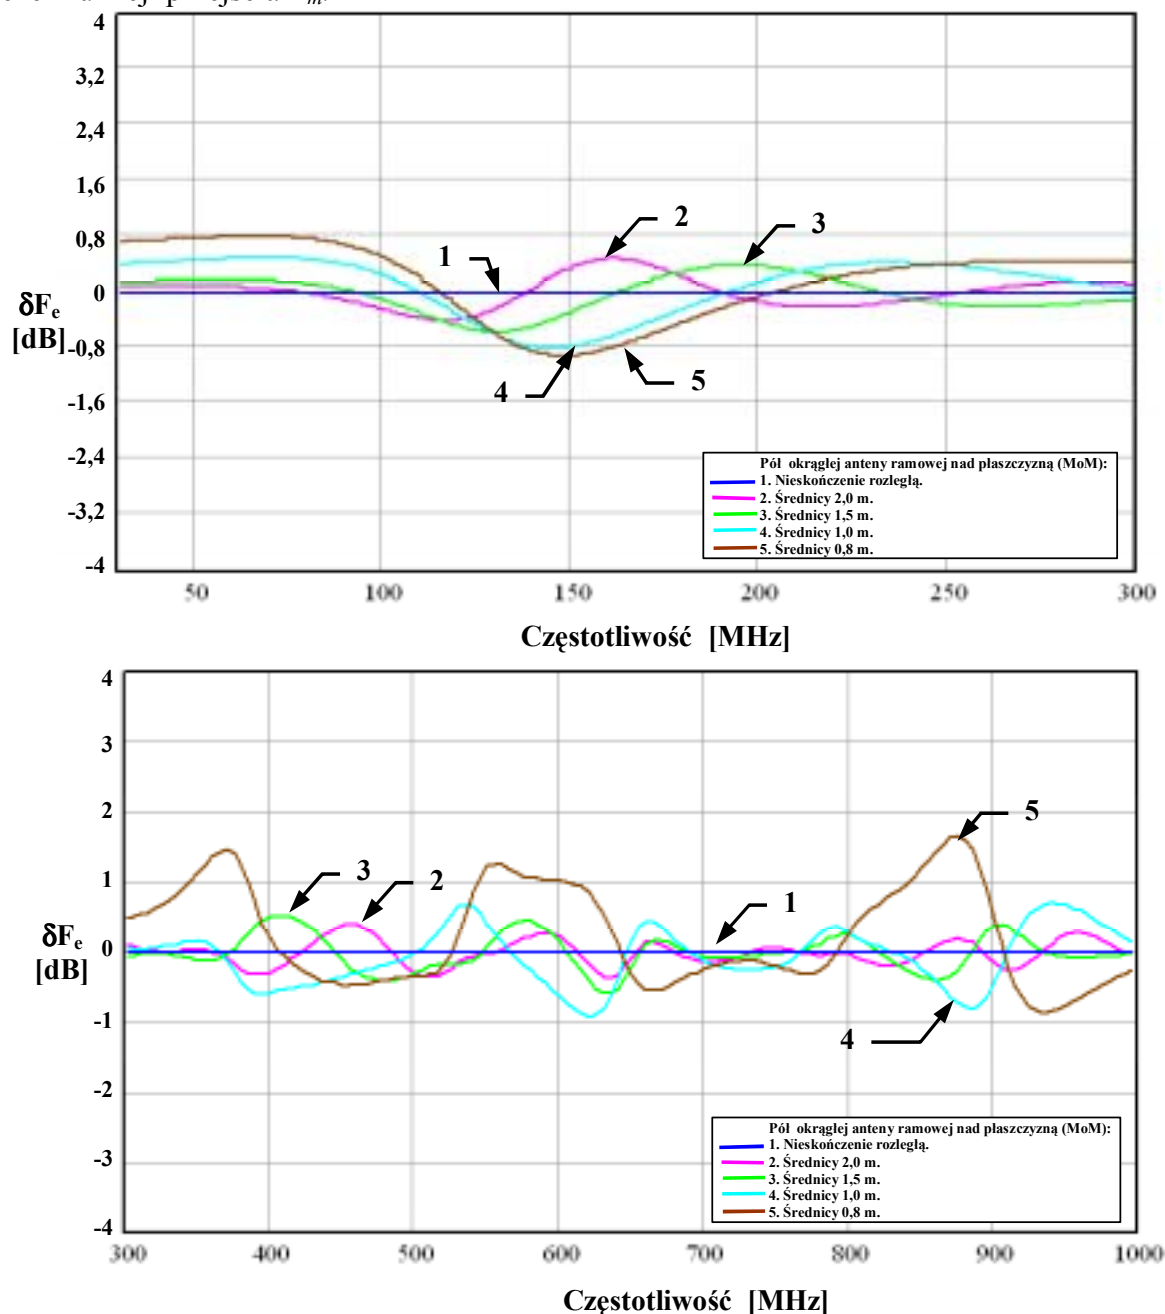 4
3,2
2,4
1,6
0,8
0
-0,8
-1,6
-2,4
-3,2
-4
δFₑ
[dB]
1
2
3
4
5
Pół okrągłej anteny ramowej nad płaszczyzną (MoM):
1. Nieskończenie rozległą.
2. Średnicy 2,0 m.
3. Średnicy 1,5 m.
4. Średnicy 1,0 m.
5. Średnicy 0,8 m.
50 100 150 200 250 300
Częstotliwość [MHz]
4
3
2
1
0
-1
-2
-3
-4
δFₑ
[dB]
3
2
1
5
4
Pół okrągłej anteny ramowej nad płaszczyzną (MoM):
1. Nieskończenie rozległą.
2. Średnicy 2,0 m.
3. Średnicy 1,5 m.
4. Średnicy 1,0 m.
5. Średnicy 0,8 m.
300 400 500 600 700 800 900 1000
Częstotliwość [MHz]